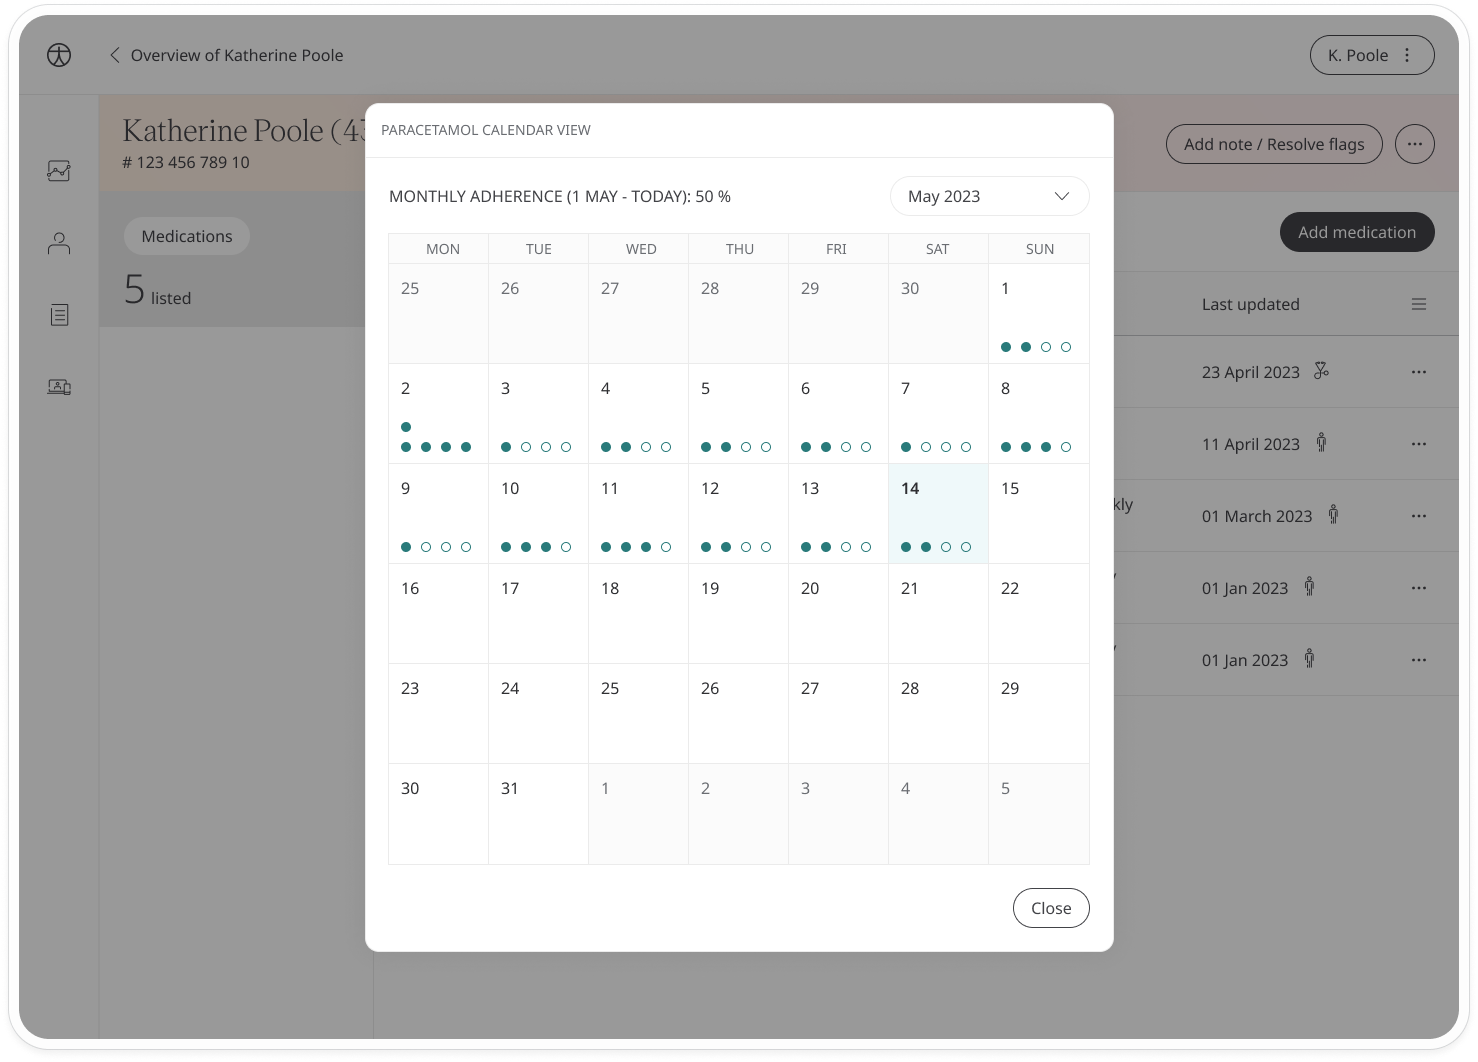 Overview of Katherine Poole
K. Poole
Katherine Poole (43
# 123 456 789 10
Add note / Resolve flags
Medications
5 listed
Add medication
Last updated
23 April 2023
11 April 2023
kly
01 March 2023
01 Jan 2023
01 Jan 2023
PARACETAMOL CALENDAR VIEW
MONTHLY ADHERENCE (1 MAY - TODAY): 50 %
May 2023
MON TUE WED THU FRI SAT SUN
25 26 27 28 29 30 1
2 3 4 5 6 7 8
9 10 11 12 13 14 15
16 17 18 19 20 21 22
23 24 25 26 27 28 29
30 31 1 2 3 4 5
Close